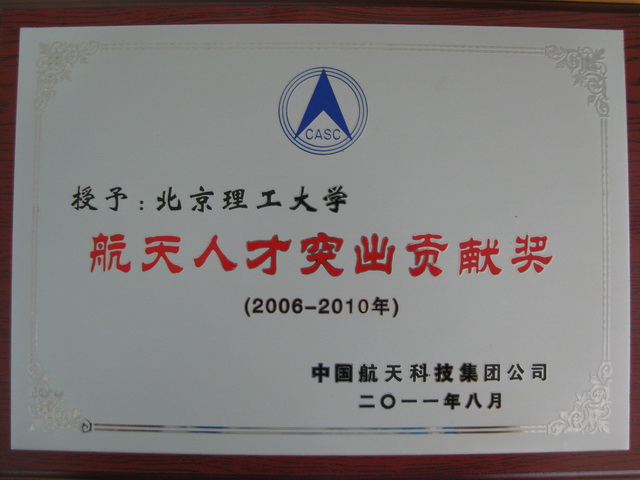 CASC
授予:北京理工大学
航天人才突出贡献奖
(2006-2010年)
中国航天科技集团公司
二〇一一年八月